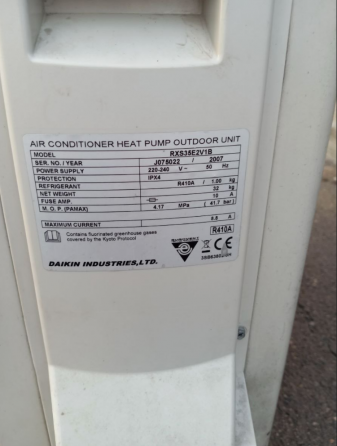 AIR CONDITIONER HEAT PUMP OUTDOOR UNIT
MODEL RXS35E2V1B
SER. NO. / YEAR J075022 / 2007
POWER SUPPLY 220-240 V~ 50 Hz
PROTECTION IPX4
REFRIGERANT R410A / 1.00 kg
NET WEIGHT 32 kg
FUSE AMP. 10 A
M. O. P. (PAMAX) 4.17 MPa [ 41.7 bar ]
MAXIMUM CURRENT A
Contains fluorinated greenhouse gases
covered by the Kyoto Protocol
R410A
CE
DAIKIN INDUSTRIES,LTD.